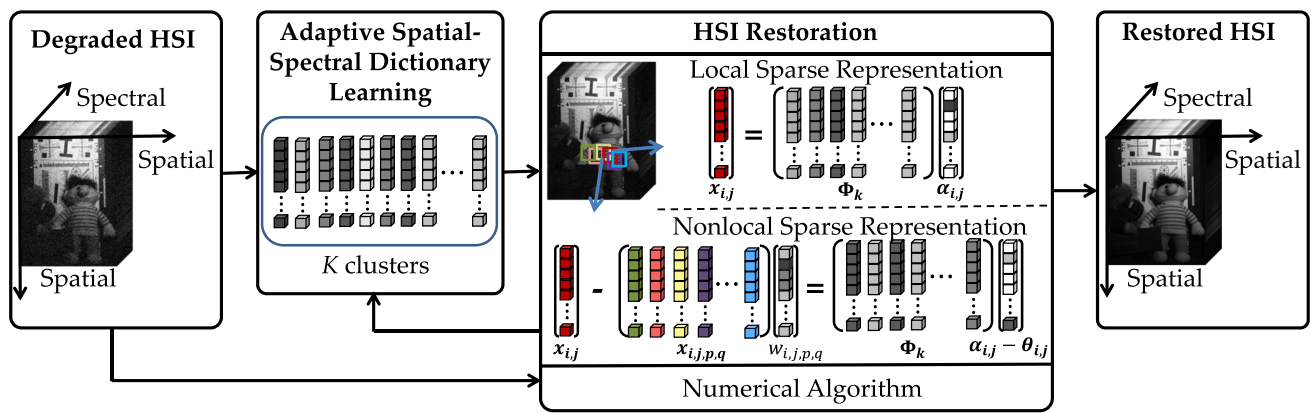 Degraded HSI
Spectral
Spatial
Spatial
Adaptive Spatial-
Spectral Dictionary
Learning
K clusters
HSI Restoration
Local Sparse Representation
=
x_{i,j}
Φ_k
α_{i,j}
Nonlocal Sparse Representation
- =
x_{i,j}
x_{i,j,p,q}
w_{i,j,p,q}
Φ_k
α_{i,j} − θ_{i,j}
Numerical Algorithm
Restored HSI
Spectral
Spatial
Spatial